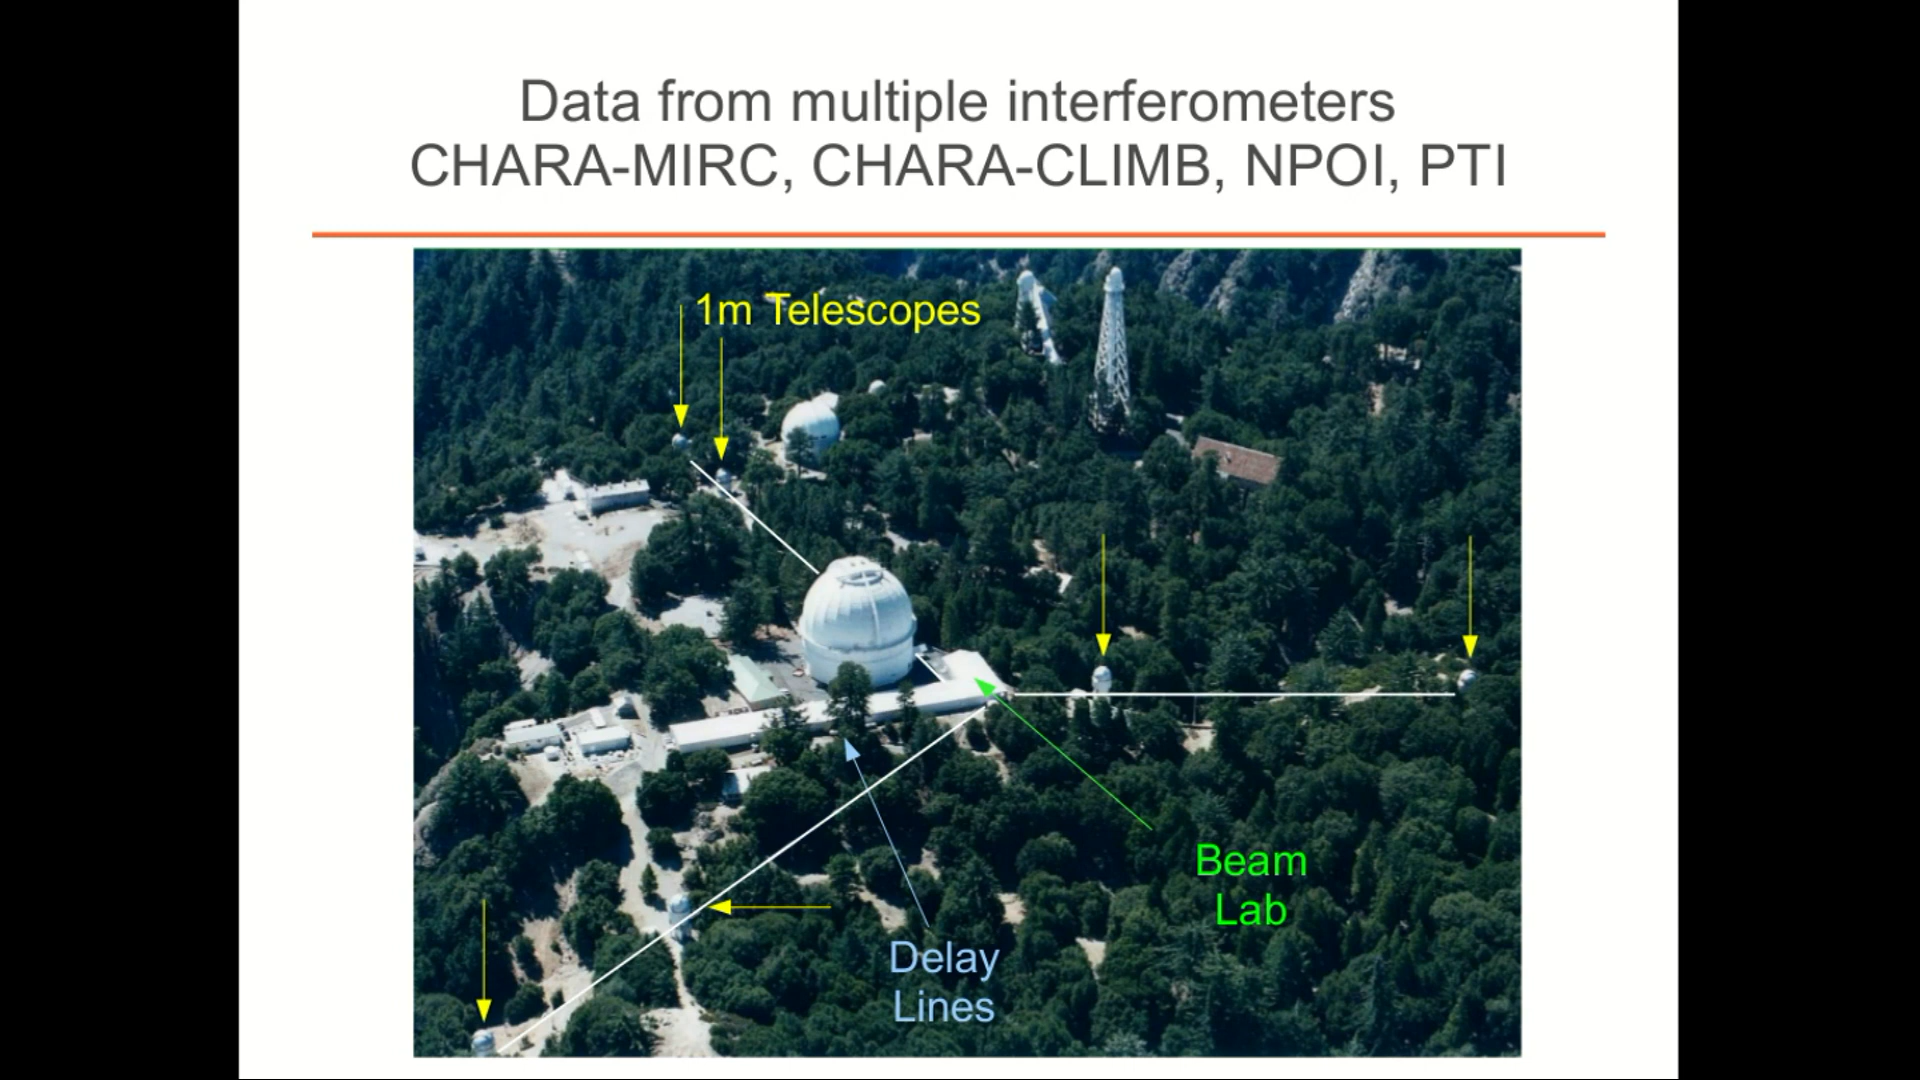 Data from multiple interferometers
CHARA-MIRC, CHARA-CLIMB, NPOI, PTI
1m Telescopes
Beam
Lab
Delay
Lines